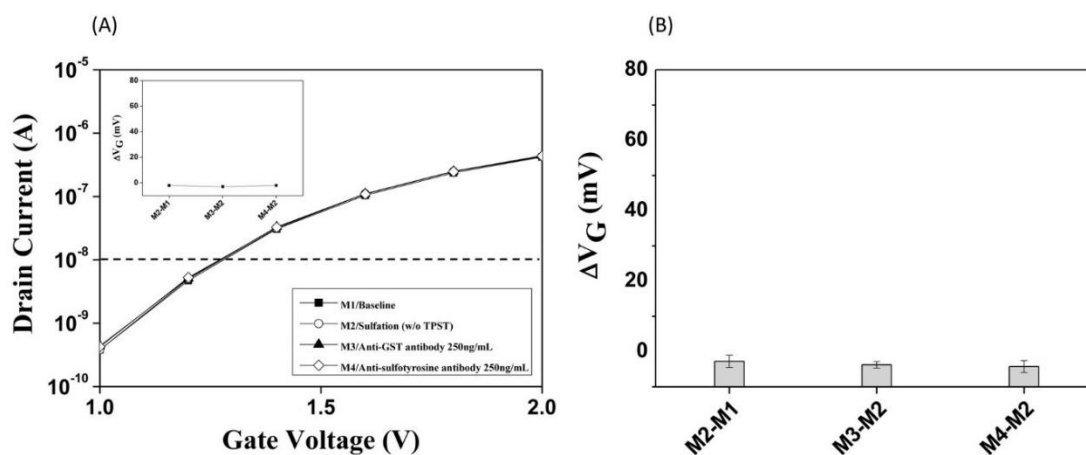 (A)
(B)
10⁻⁵
10⁻⁶
10⁻⁷
10⁻⁸
10⁻⁹
10⁻¹⁰
Drain Current (A)
80
60
40
20
0
ΔV_G (mV)
M2-M1
M3-M2
M4-M2
M1/Baseline
M2/Sulfation (w/o TPST)
M3/Anti-GST antibody 250ng/mL
M4/Anti-sulfotyrosine antibody 250ng/mL
1.0
1.5
2.0
Gate Voltage (V)
80
60
40
20
0
ΔV_G (mV)
M2-M1
M3-M2
M4-M2